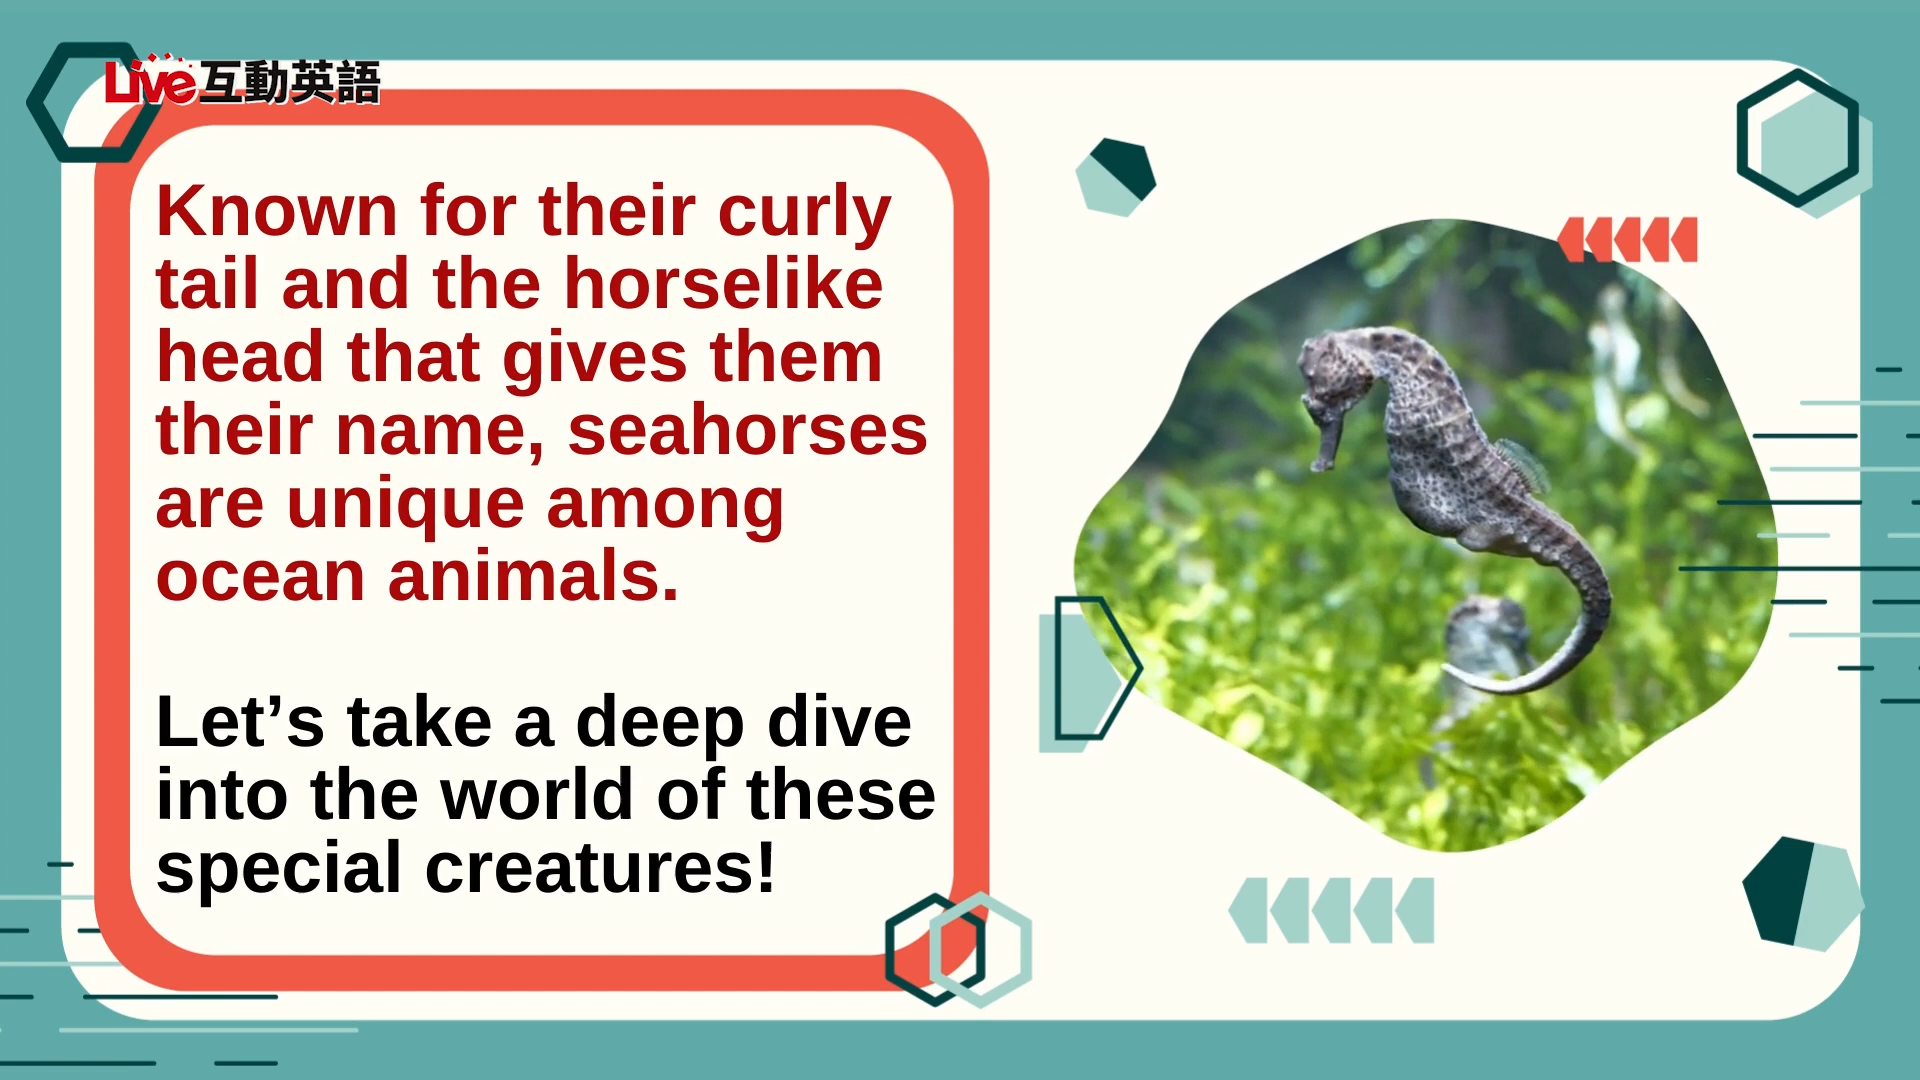 Live互動英語
Known for their curly
tail and the horselike
head that gives them
their name, seahorses
are unique among
ocean animals.
Let’s take a deep dive
into the world of these
special creatures!